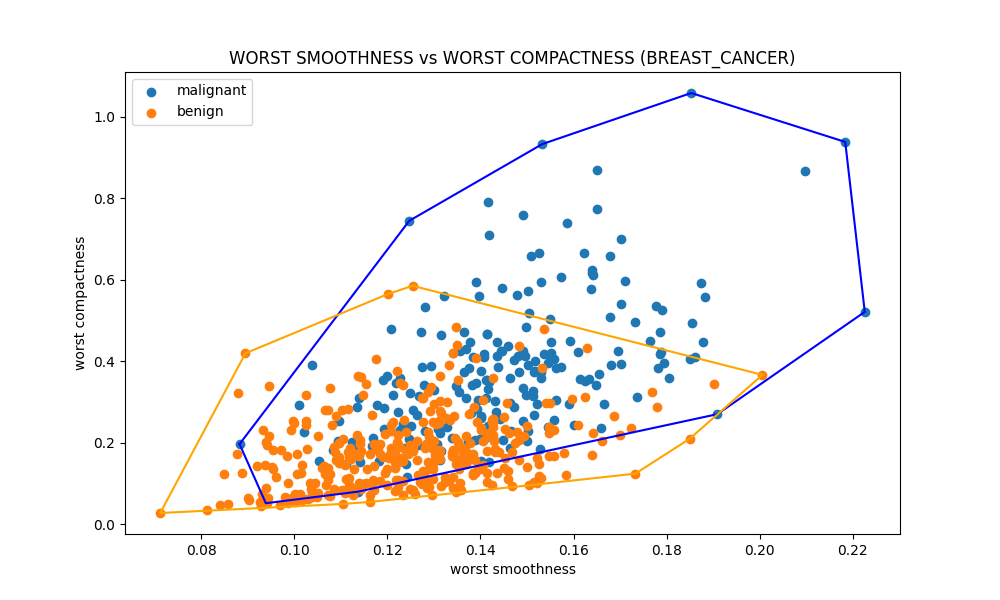 WORST SMOOTHNESS vs WORST COMPACTNESS (BREAST_CANCER)
malignant
benign
1.0
0.8
0.6
0.4
0.2
0.0
worst compactness
0.08
0.10
0.12
0.14
0.16
0.18
0.20
0.22
worst smoothness